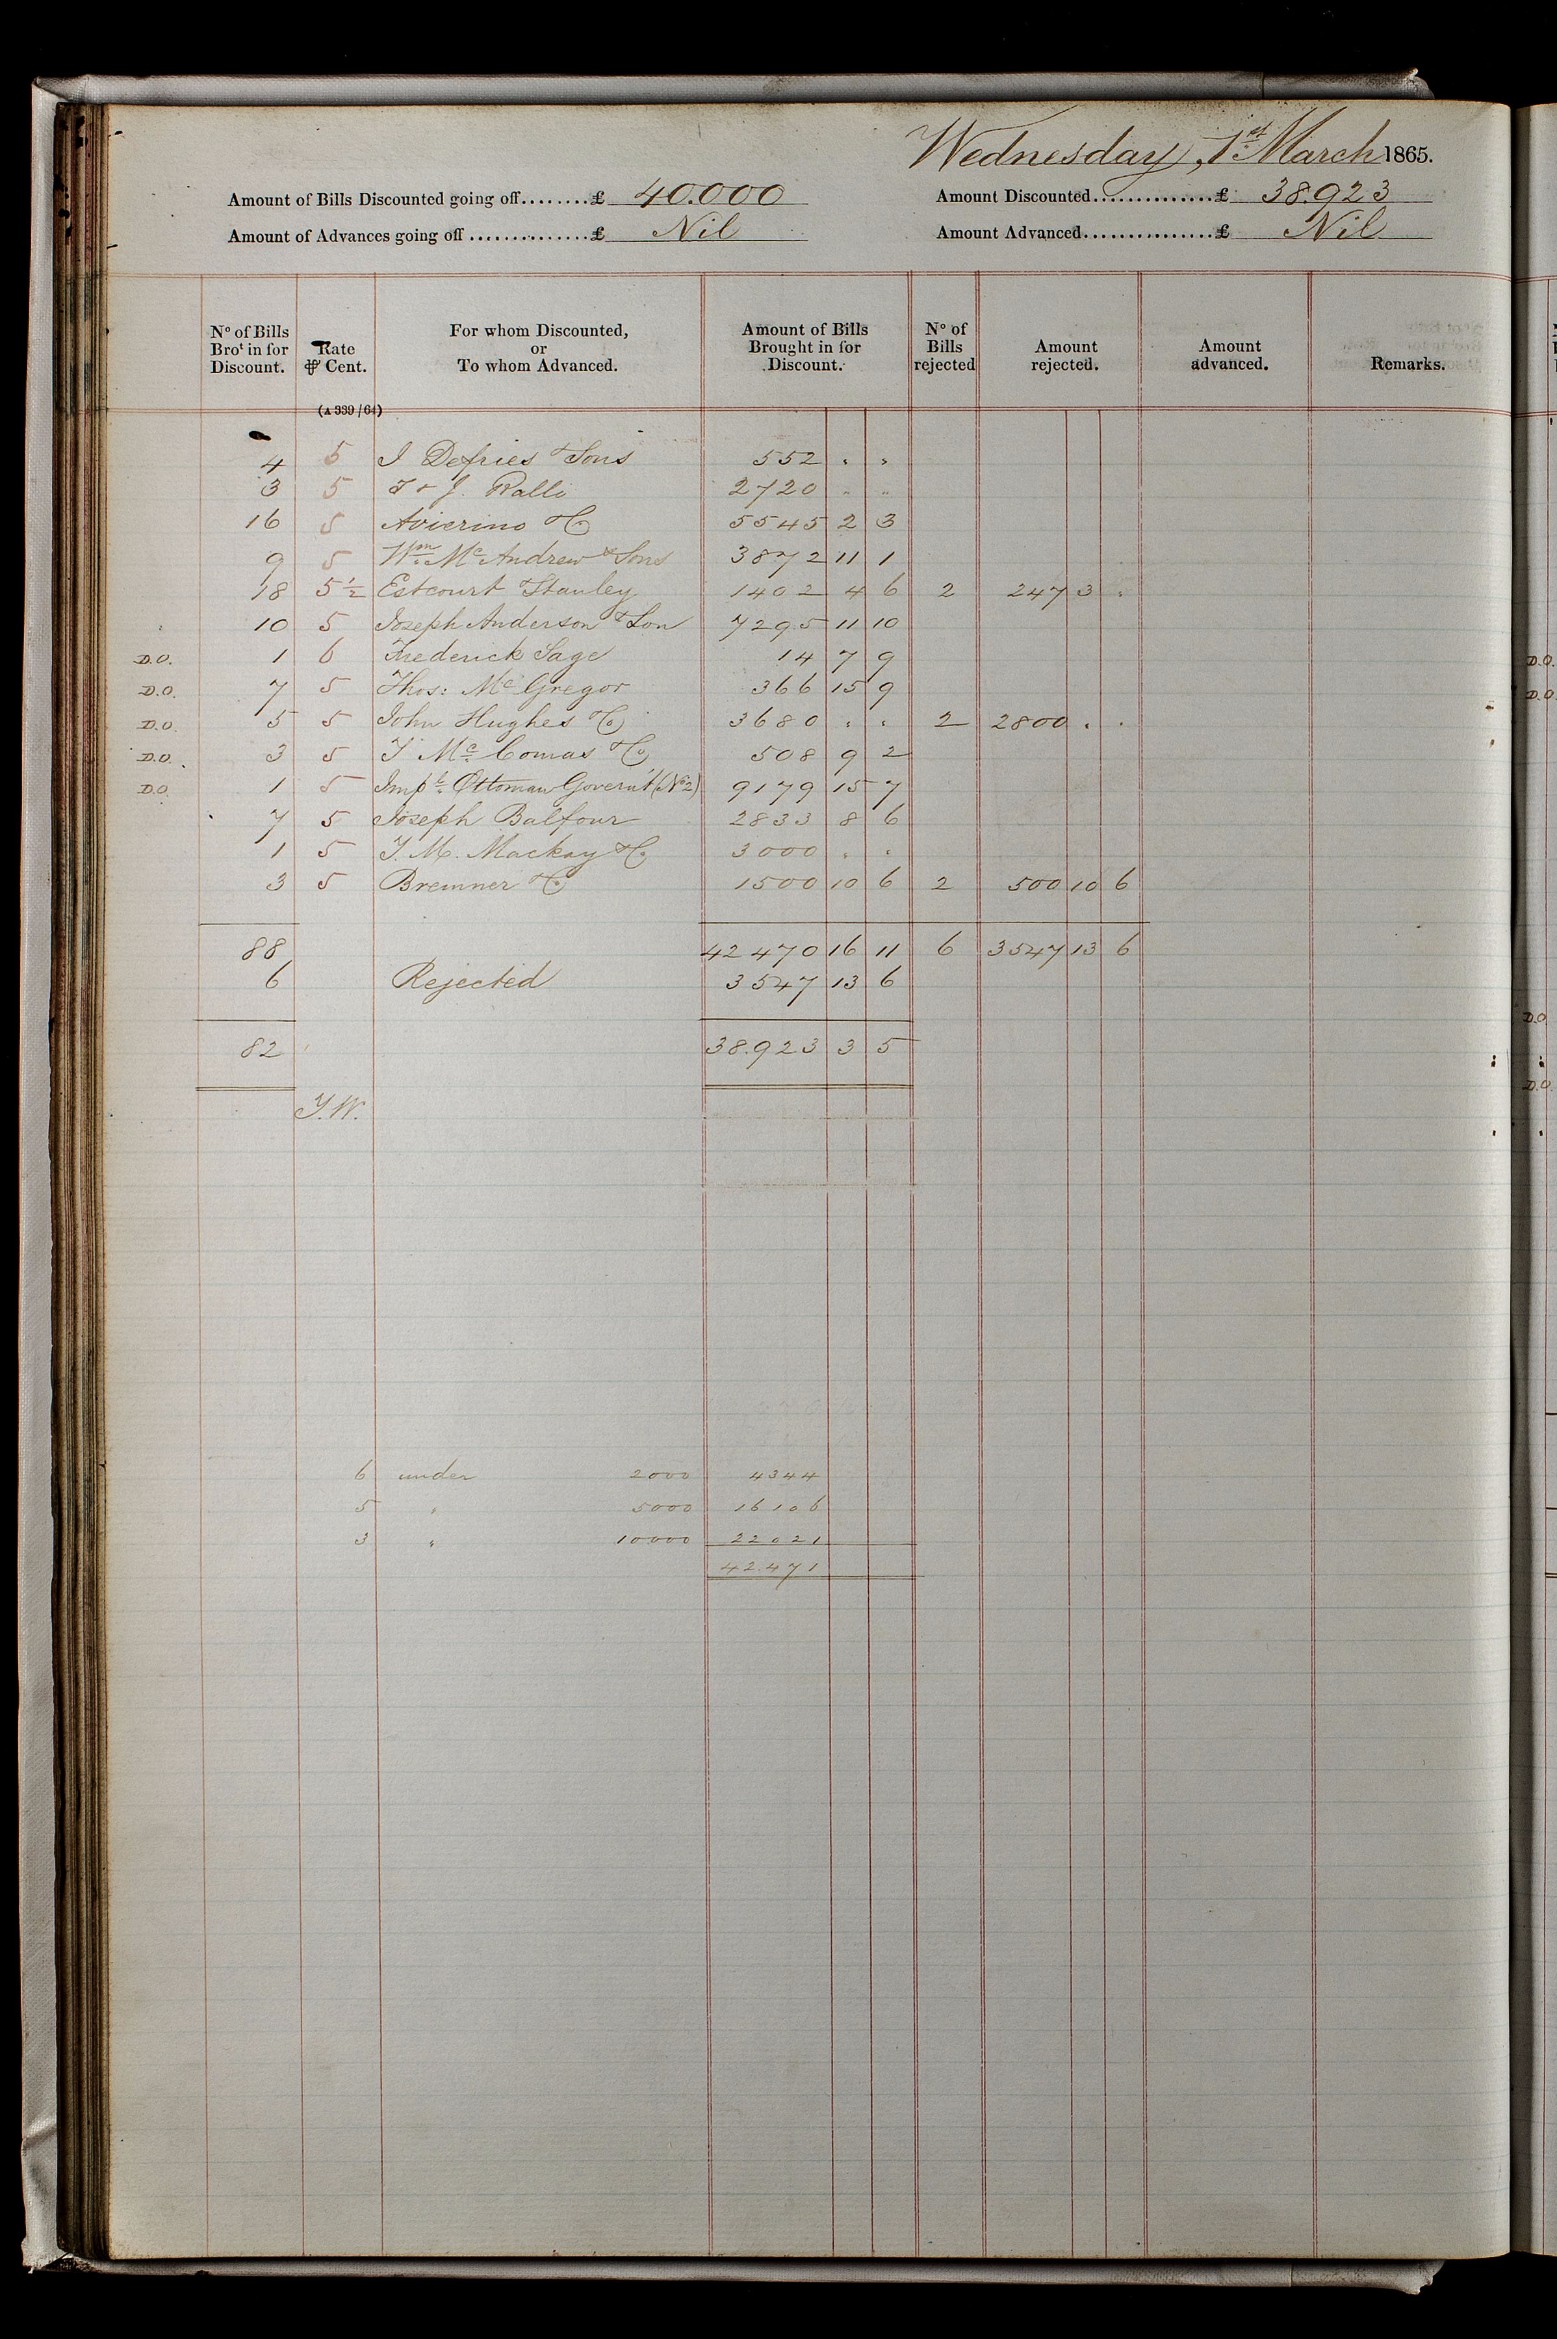 Wednesday, 1st March 1865.
Amount of Bills Discounted going off........£ 40.000 Amount Discounted..............£ 38.923
Amount of Advances going off..............£ Nil Amount Advanced................£ Nil
No of Bills Brot in for Discount. Rate ⅌ Cent. For whom Discounted, or To whom Advanced. Amount of Bills Brought in for Discount. No of Bills rejected Amount rejected. Amount advanced. Remarks.
(A 339/64)
4 5 J Defries & Sons 552 " "
3 5 T & J. Ralli 2720 " "
16 5 Avierino & Co 5545 2 3
9 5 Wm McAndrew & Sons 3872 11 1
18 5½ Estcourt Stanley 1402 4 6 2 247 3 "
10 5 Joseph Anderson & Son 7295 11 10
D.O. 1 6 Frederick Sage 14 7 9
D.O. 7 5 Thos: McGregor 366 15 9
D.O. 5 5 John Hughes & Co 3680 " " 2 2800 " "
D.O. 3 5 T McComas & Co 508 9 2
D.O. 1 5 Impl Ottoman Governt (No 2) 9179 15 7
7 5 Joseph Balfour 2833 8 6
1 5 T. M. Mackay & Co 3000 " "
3 5 Bremner & Co 1500 10 6 2 500 10 6
88 42470 16 11 6 3547 13 6
6 Rejected 3547 13 6
82 38.923 3 5
T.W.
6 under 2000 4344
5 " 5000 16106
3 " 10000 22021
42.471
D.O.
D.O.
D.O
D.O.